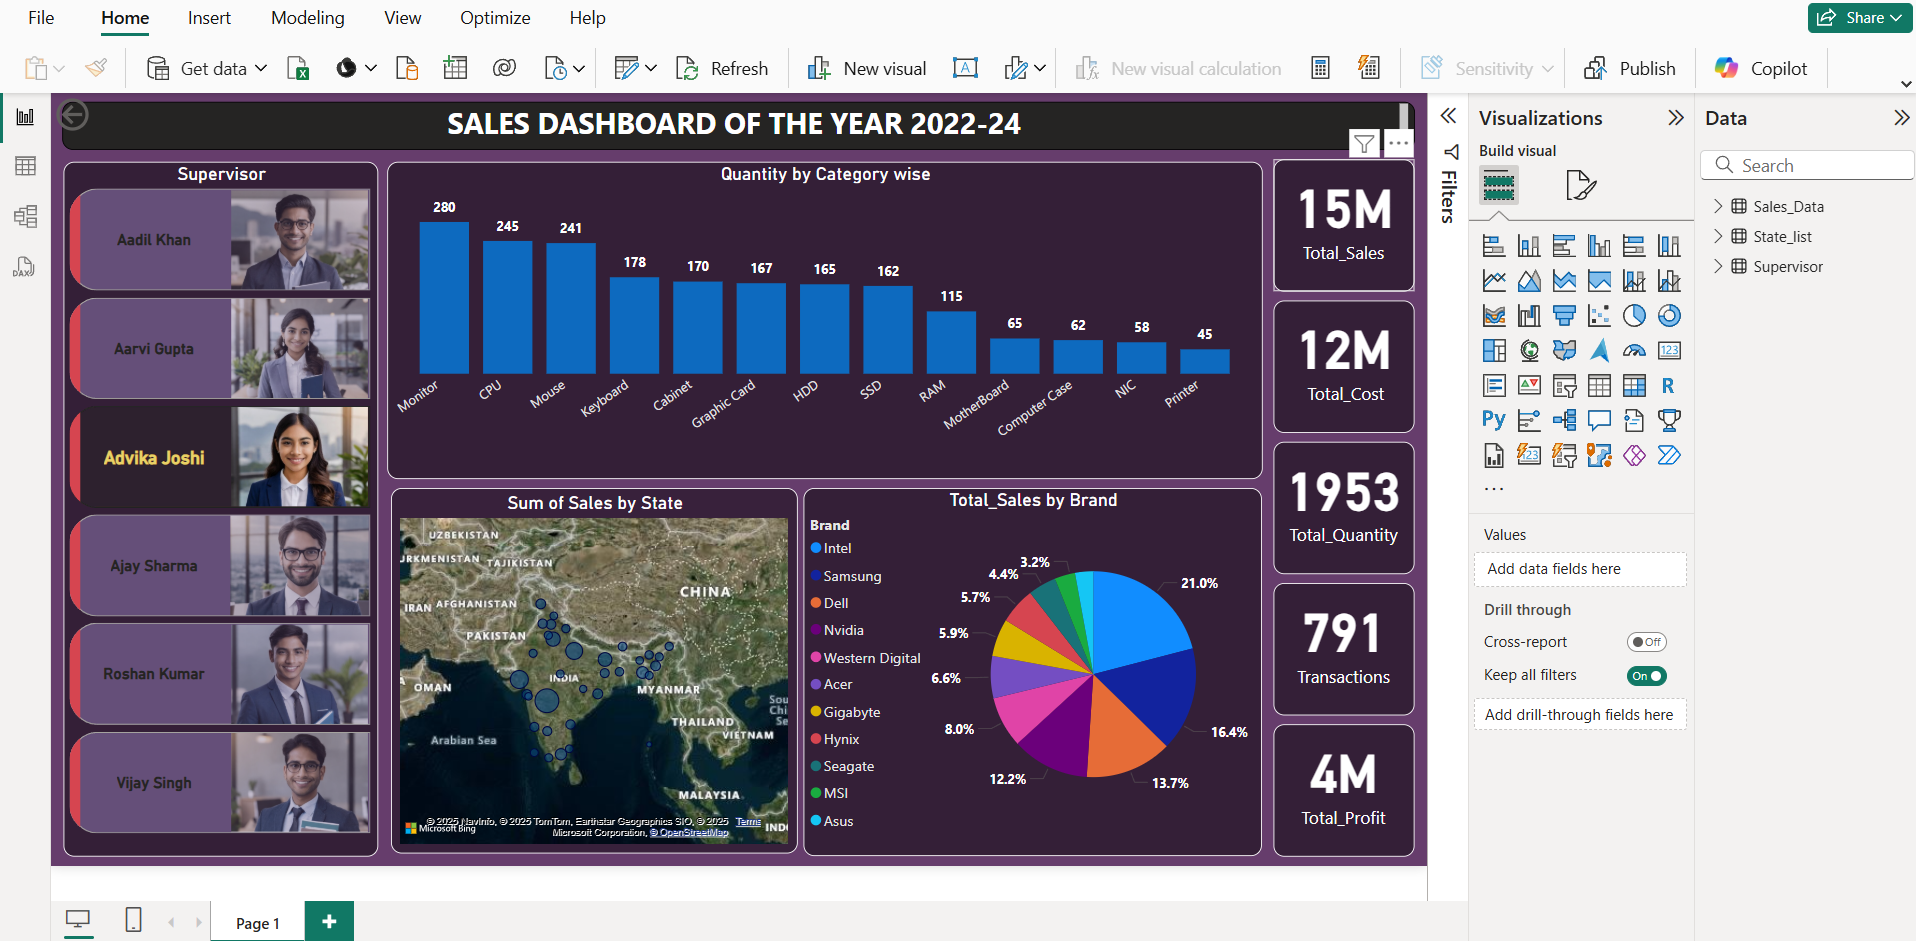 File Home Insert Modeling View Optimize Help
Share
Get data
Refresh
New visual
New visual calculation
Sensitivity
Publish
Copilot
SALES DASHBOARD OF THE YEAR 2022-24
Supervisor
Aadil Khan
Aarvi Gupta
Advika Joshi
Ajay Sharma
Roshan Kumar
Vijay Singh
Quantity by Category wise
280
245
241
178
170
167
165
162
115
65
62
58
45
Monitor
CPU
Mouse
Keyboard
Cabinet
Graphic Card
HDD
SSD
RAM
MotherBoard
Computer Case
NIC
Printer
15M
Total_Sales
12M
Total_Cost
1953
Total_Quantity
791
Transactions
4M
Total_Profit
Sum of Sales by State
UZBEKISTAN
URKMENISTAN TAJIKISTAN
CHINA
IRAN AFGHANISTAN
PAKISTAN
INDIA
OMAN
MYANMAR
Sou
Chi
Se
THAILAND
VIETNAM
Arabian Sea
MALAYSIA
INDO
Microsoft Bing
© 2025 NavInfo, © 2025 TomTom, Earthstar Geographics SIO, © 2025 Terms
Microsoft Corporation, © OpenStreetMap
Total_Sales by Brand
Brand
Intel
Samsung
Dell
Nvidia
Western Digital
Acer
Gigabyte
Hynix
Seagate
MSI
Asus
21.0%
16.4%
13.7%
12.2%
8.0%
6.6%
5.9%
5.7%
4.4%
3.2%
Filters
Visualizations
Build visual
123
R
Py
123
Values
Add data fields here
Drill through
Cross-report
Off
Keep all filters
On
Add drill-through fields here
Data
Search
Sales_Data
State_list
Supervisor
DAX
Page 1